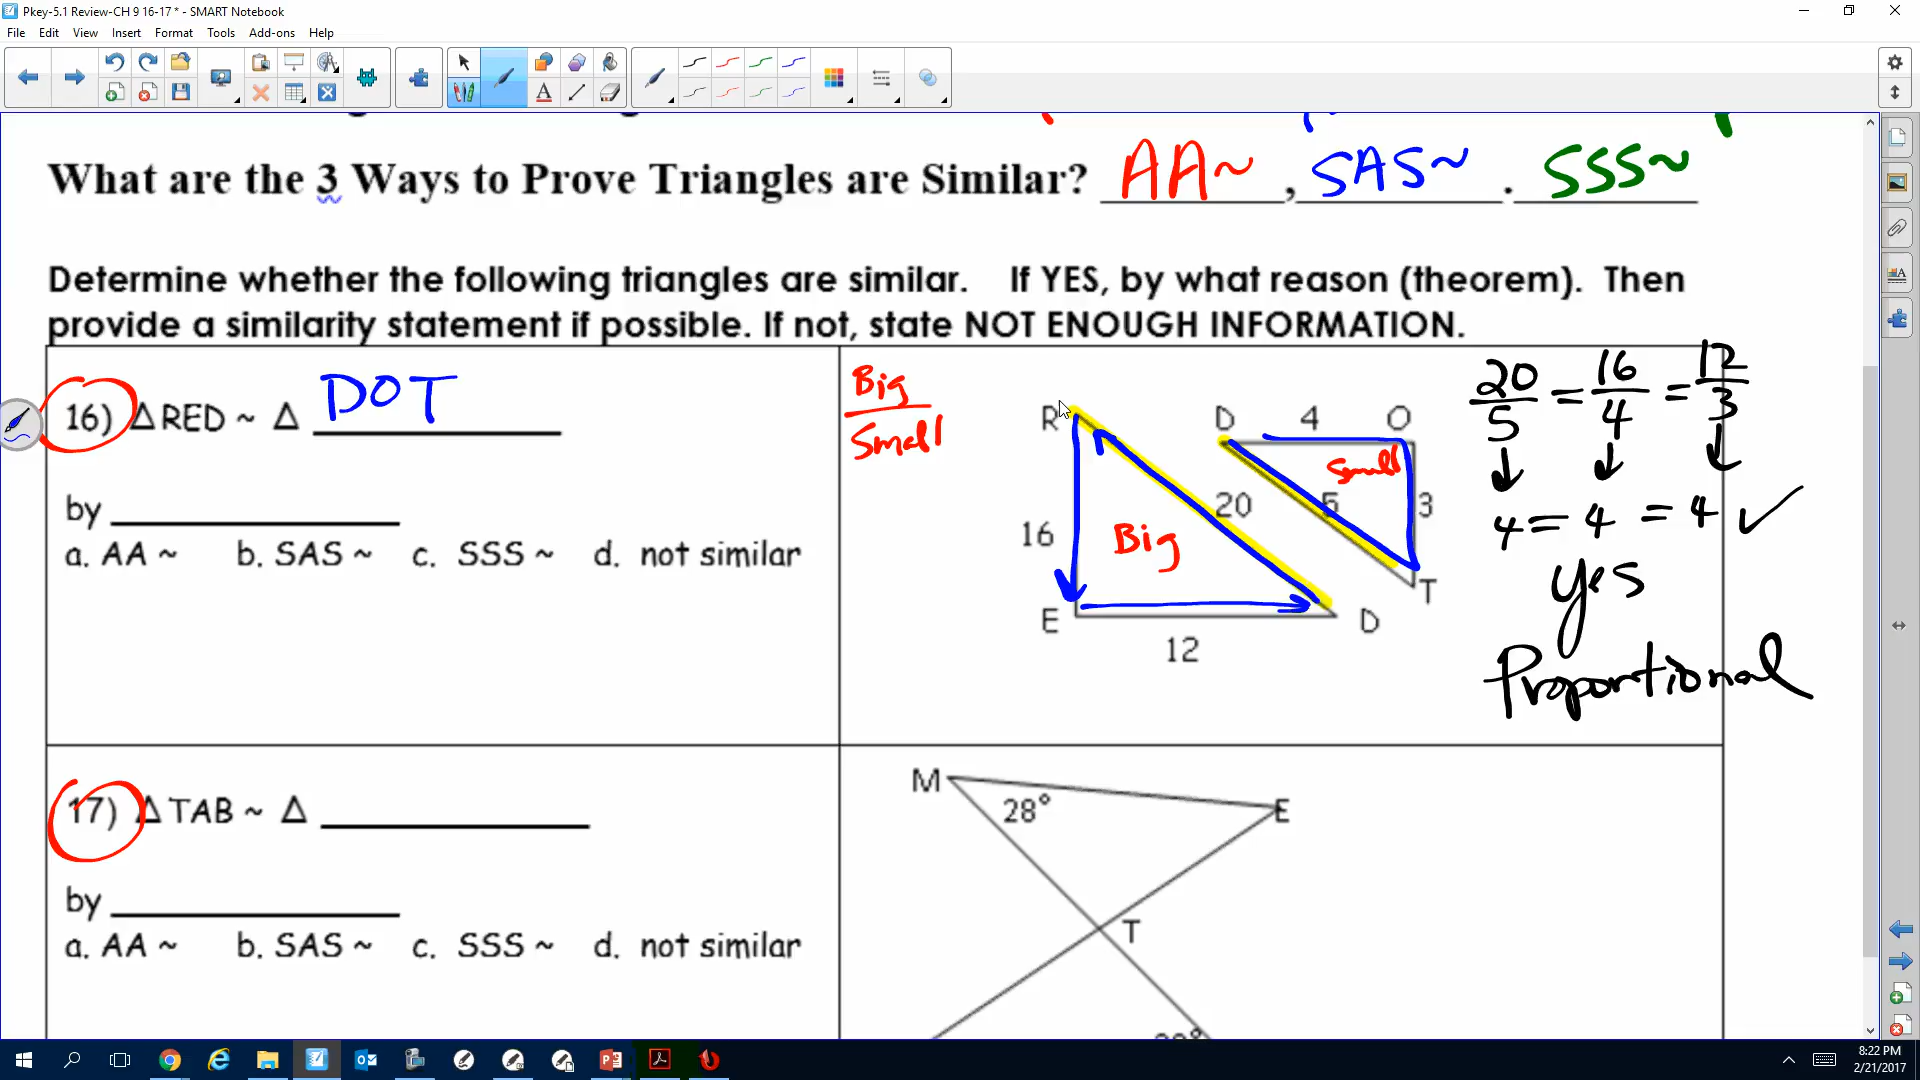 Pkey-5.1 Review-CH 9 16-17 * - SMART Notebook
File Edit View Insert Format Tools Add-ons Help
What are the 3 Ways to Prove Triangles are Similar? AA~ , SAS~ . SSS~
Determine whether the following triangles are similar. If YES, by what reason (theorem). Then
provide a similarity statement if possible. If not, state NOT ENOUGH INFORMATION.
16) Δ RED ~ Δ DOT
by
a. AA ~ b. SAS ~ c. SSS ~ d. not similar
Big
Small
R
16
E
12
D
20
Big
D 4 O
Small
5
3
T
20/5 = 16/4 = 12/3
4 = 4 = 4 ✓
yes
Proportional
17) Δ TAB ~ Δ
by
a. AA ~ b. SAS ~ c. SSS ~ d. not similar
M
28°
E
T
8:22 PM
2/21/2017